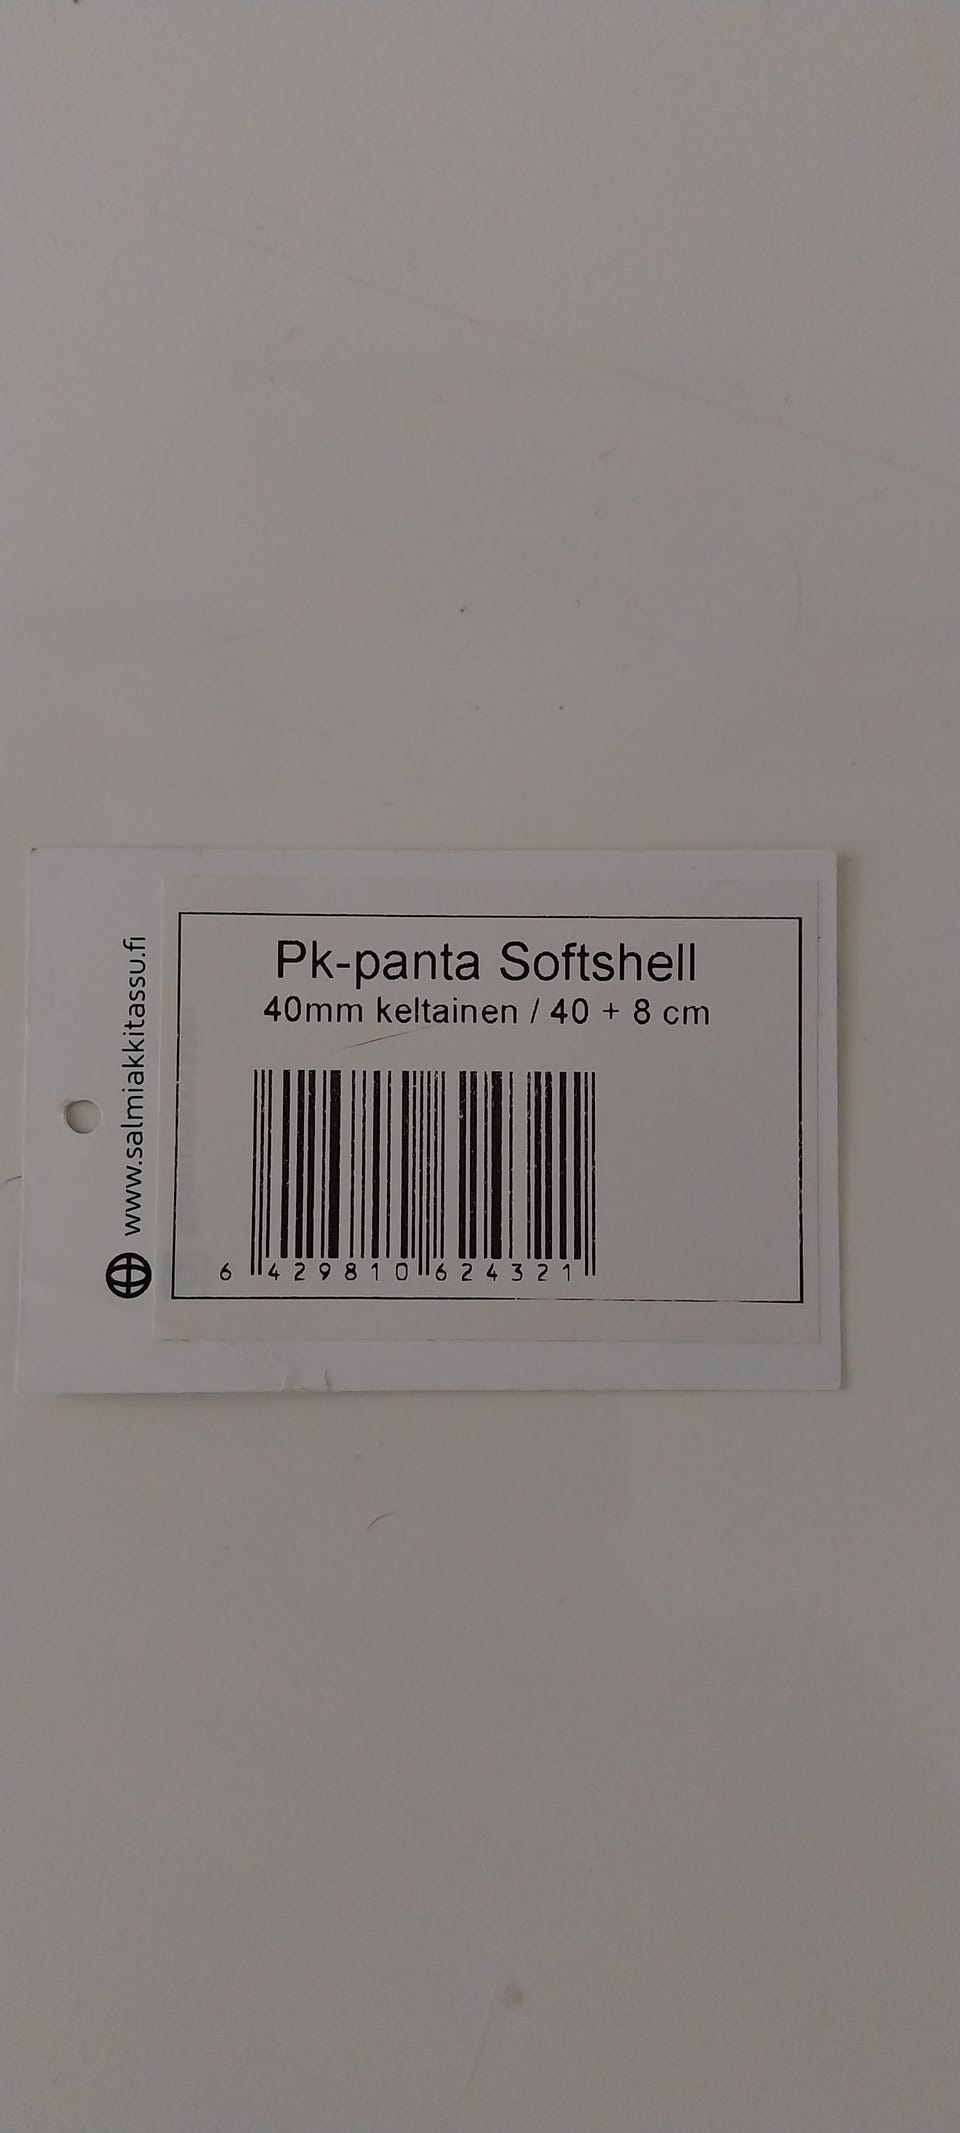 www.salmiakkitassu.fi
Pk-panta Softshell
40mm keltainen / 40 + 8 cm
6 429810 624321